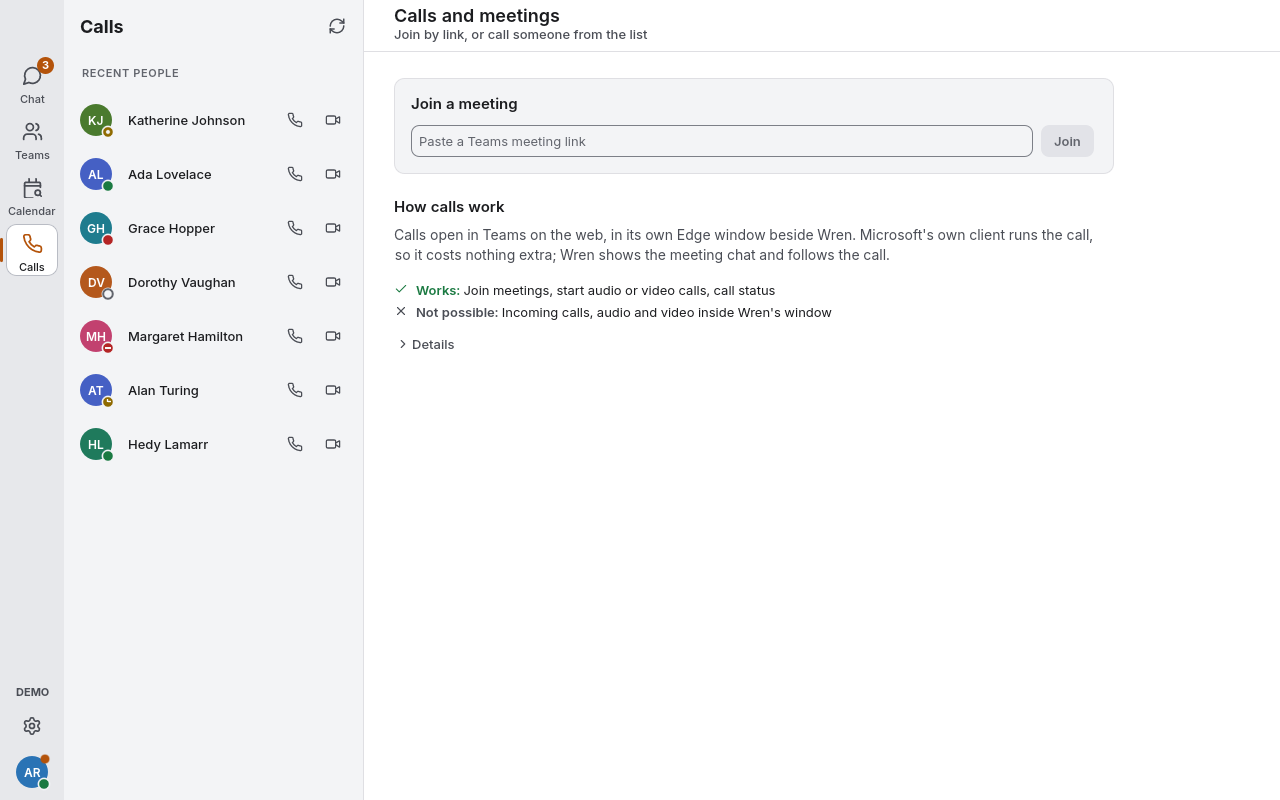 3
Chat
Teams
Calendar
Calls
DEMO
AR
Calls
RECENT PEOPLE
KJ Katherine Johnson
AL Ada Lovelace
GH Grace Hopper
DV Dorothy Vaughan
MH Margaret Hamilton
AT Alan Turing
HL Hedy Lamarr
Calls and meetings
Join by link, or call someone from the list
Join a meeting
Paste a Teams meeting link Join
How calls work
Calls open in Teams on the web, in its own Edge window beside Wren. Microsoft's own client runs the call,
so it costs nothing extra; Wren shows the meeting chat and follows the call.
Works: Join meetings, start audio or video calls, call status
Not possible: Incoming calls, audio and video inside Wren's window
Details